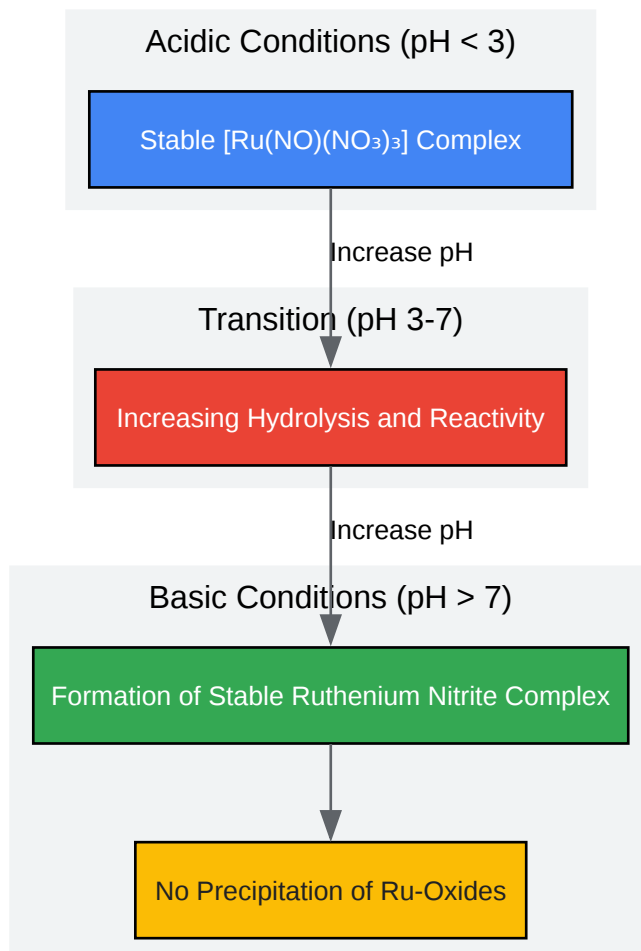 Acidic Conditions (pH < 3)
Stable [Ru(NO)(NO₃)₃] Complex
Increase pH
Transition (pH 3-7)
Increasing Hydrolysis and Reactivity
Increase pH
Basic Conditions (pH > 7)
Formation of Stable Ruthenium Nitrite Complex
No Precipitation of Ru-Oxides